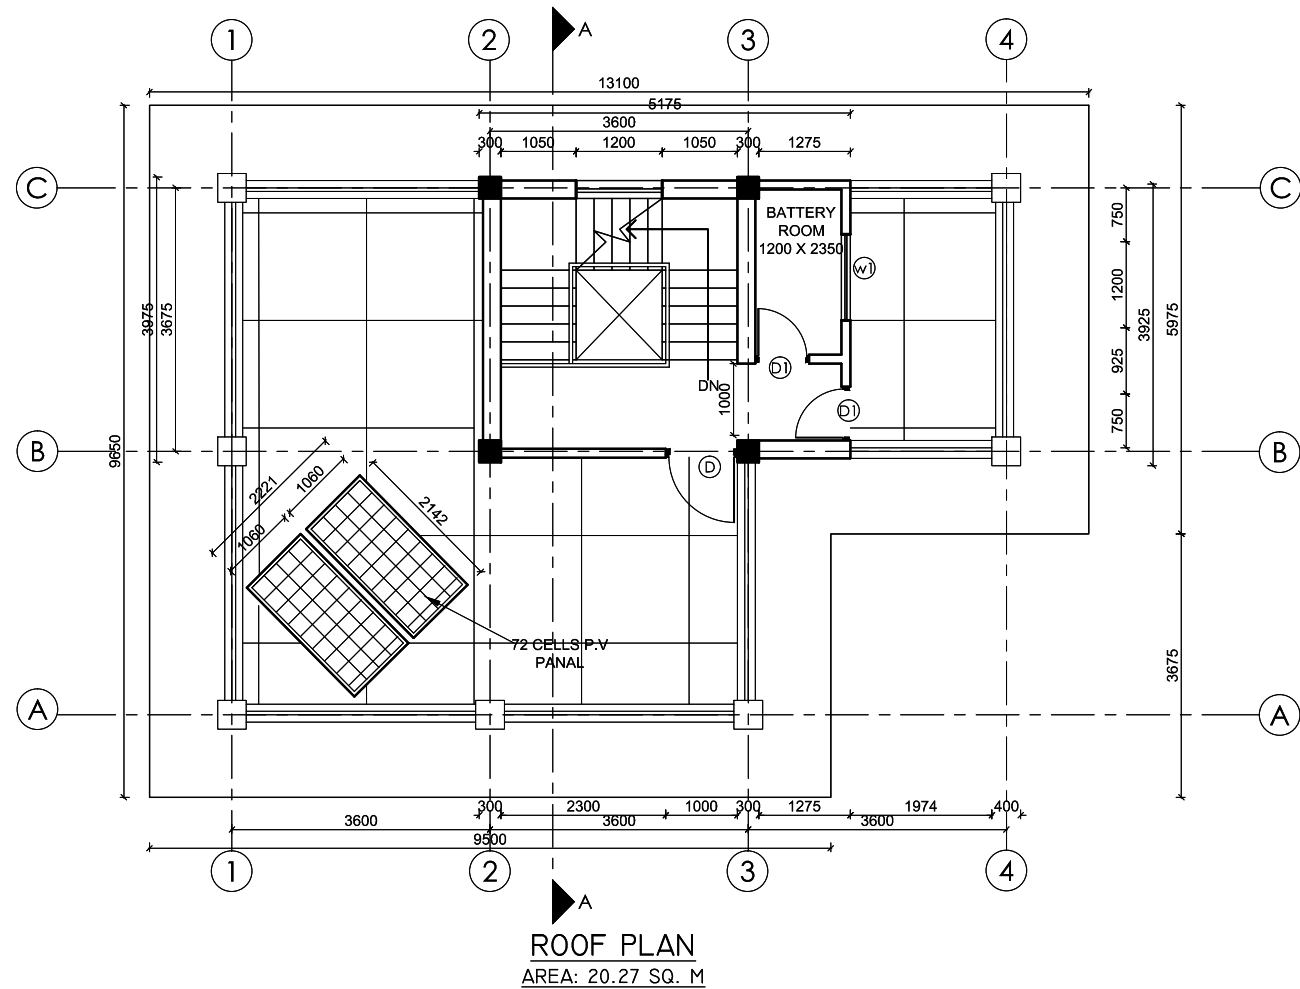 1
2
A
3
4
13100
5175
3600
300
1050
1200
1050
300
1275
C
C
BATTERY
ROOM
1200 X 2350
w1
750
1200
925
750
3925
5975
3975
3675
9650
D1
D1
DN
1000
B
B
D
2221
1060
1060
2142
72 CELLS P.V
PANAL
3675
A
A
300
2300
1000
300
1275
1974
400
3600
3600
3600
9500
1
2
3
4
A
ROOF PLAN
AREA: 20.27 SQ. M